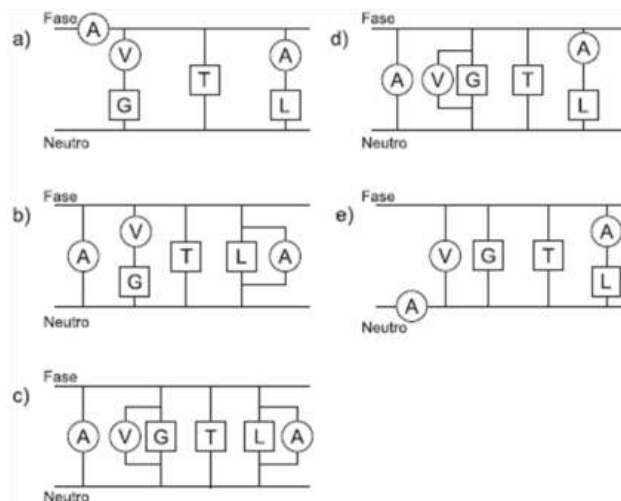 a) Fase A V G T A L Neutro
d) Fase A V G T A L Neutro
b) Fase A V G T L A Neutro
e) Fase V G T A L A Neutro
c) Fase A V G T L A Neutro